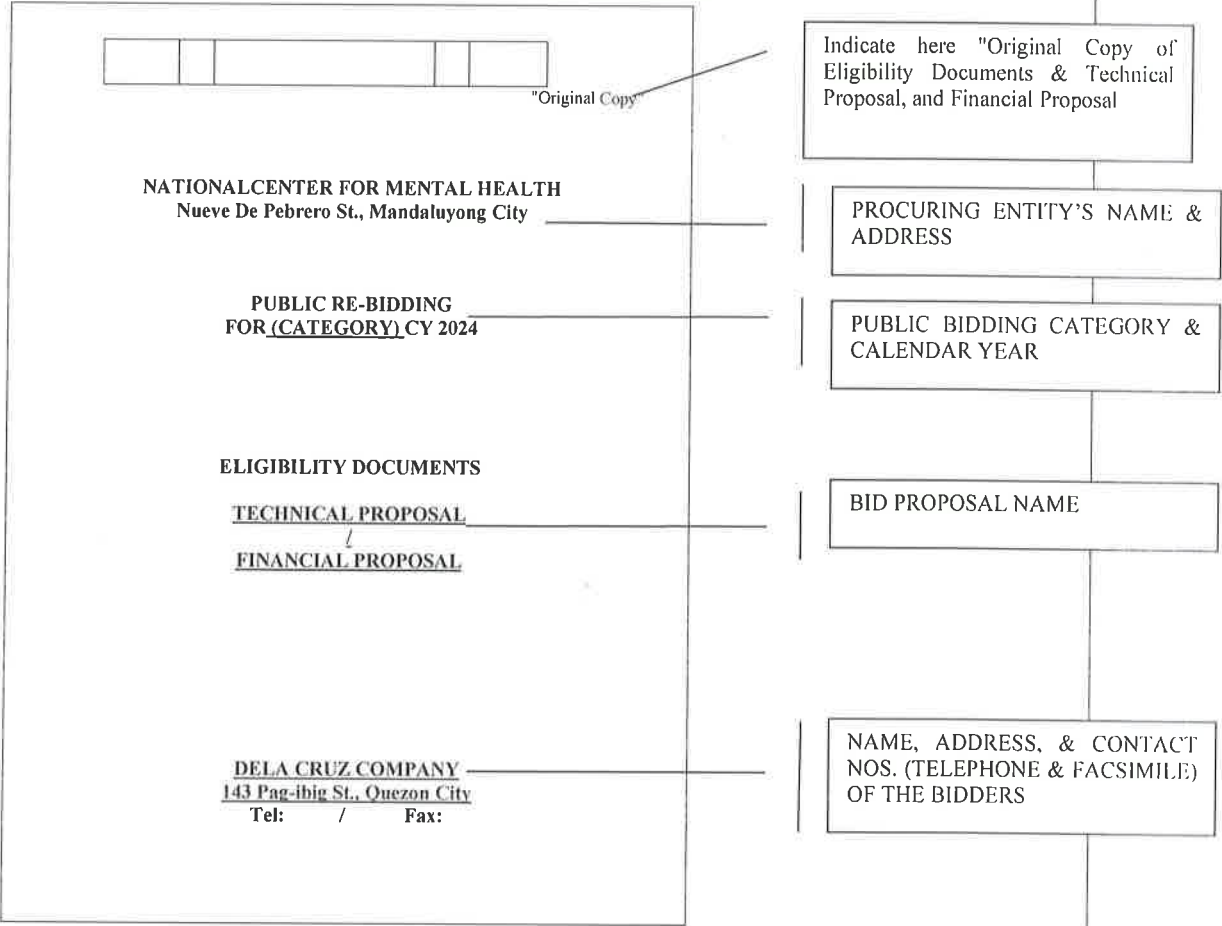 "Original Copy"
Indicate here "Original Copy of
Eligibility Documents & Technical
Proposal, and Financial Proposal
NATIONALCENTER FOR MENTAL HEALTH
Nueve De Pebrero St., Mandaluyong City
PROCURING ENTITY'S NAME &
ADDRESS
PUBLIC RE-BIDDING
FOR (CATEGORY) CY 2024
PUBLIC BIDDING CATEGORY &
CALENDAR YEAR
ELIGIBILITY DOCUMENTS
TECHNICAL PROPOSAL
/
FINANCIAL PROPOSAL
BID PROPOSAL NAME
DELA CRUZ COMPANY
143 Pag-ibig St., Quezon City
Tel: / Fax:
NAME, ADDRESS, & CONTACT
NOS. (TELEPHONE & FACSIMILE)
OF THE BIDDERS